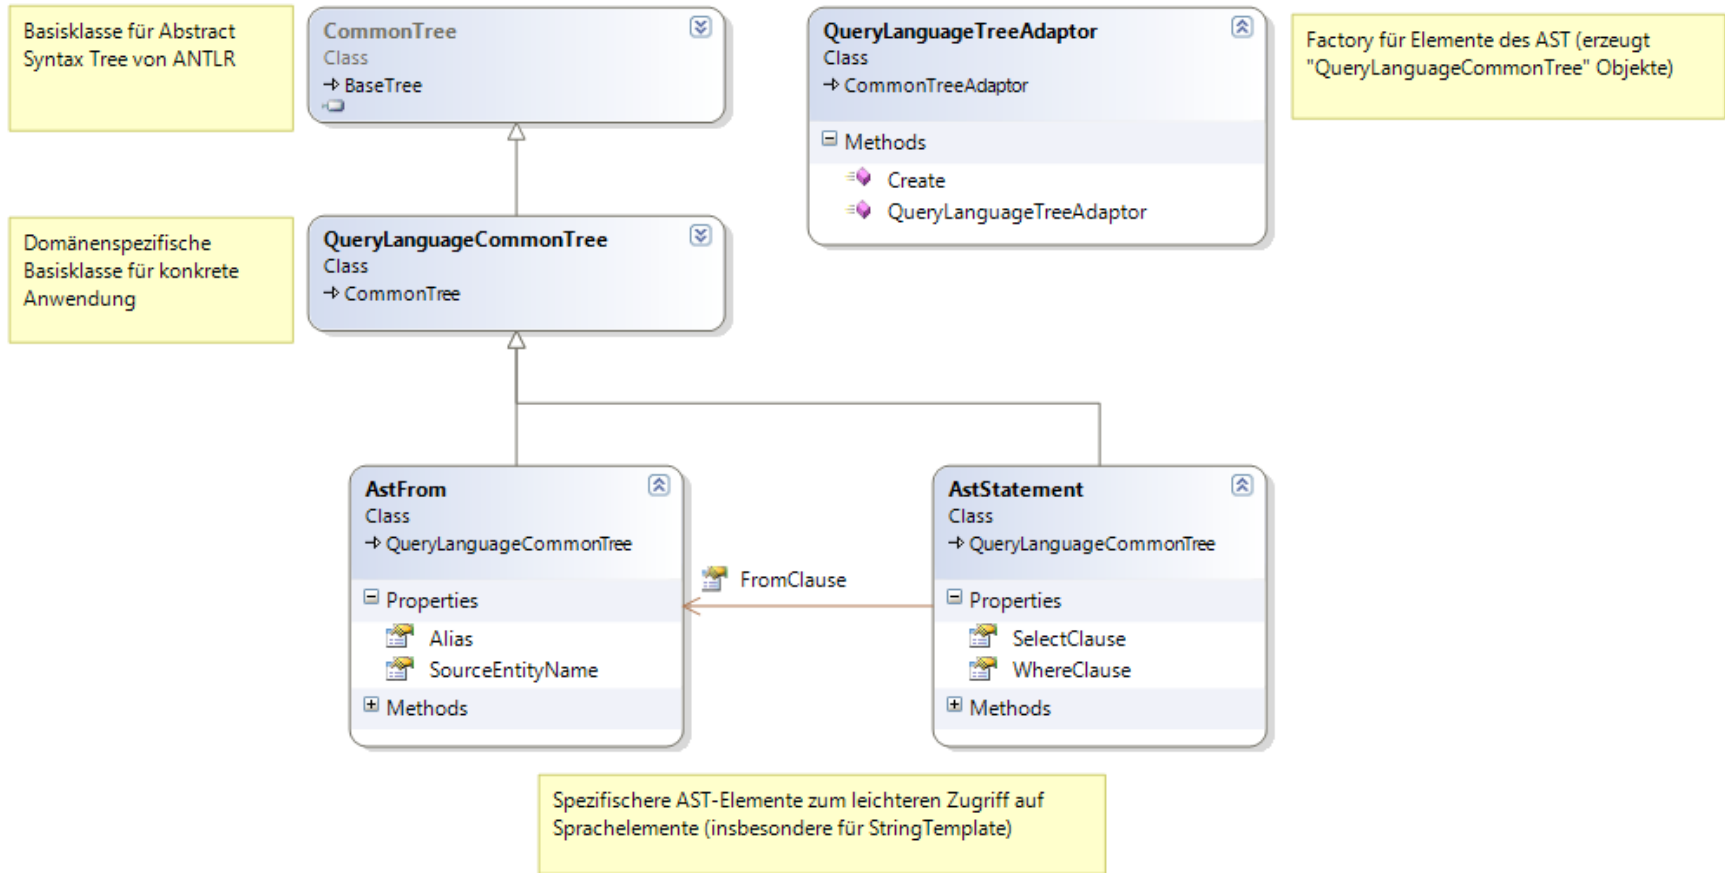 Basisklasse für Abstract
Syntax Tree von ANTLR
CommonTree
Class
BaseTree
QueryLanguageTreeAdaptor
Class
CommonTreeAdaptor
Methods
Create
QueryLanguageTreeAdaptor
Factory für Elemente des AST (erzeugt
"QueryLanguageCommonTree" Objekte)
Domänenspezifische
Basisklasse für konkrete
Anwendung
QueryLanguageCommonTree
Class
CommonTree
AstFrom
Class
QueryLanguageCommonTree
Properties
Alias
SourceEntityName
Methods
FromClause
AstStatement
Class
QueryLanguageCommonTree
Properties
SelectClause
WhereClause
Methods
Spezifischere AST-Elemente zum leichteren Zugriff auf
Sprachelemente (insbesondere für StringTemplate)